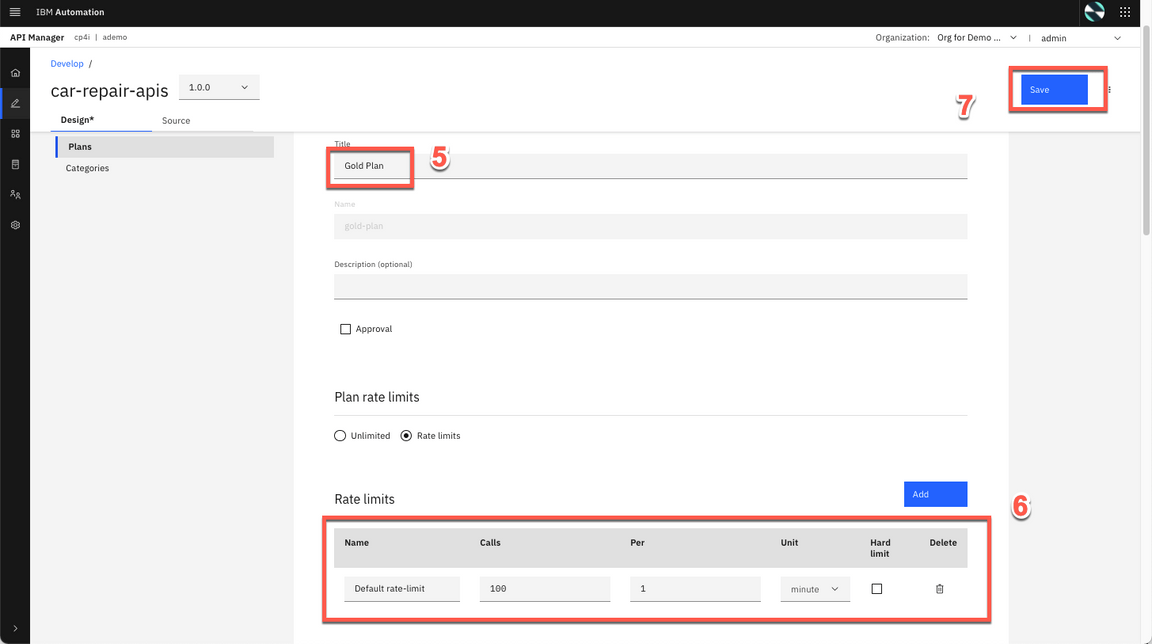 IBM Automation
API Manager cp4i | ademo Organization: Org for Demo ... | admin
Develop /
car-repair-apis 1.0.0
Save
7
Design* Source
Plans
Categories
Title
Gold Plan
5
Name
gold-plan
Description (optional)
Approval
Plan rate limits
Unlimited Rate limits
Rate limits
Add
6
Name Calls Per Unit Hard limit Delete
Default rate-limit 100 1 minute